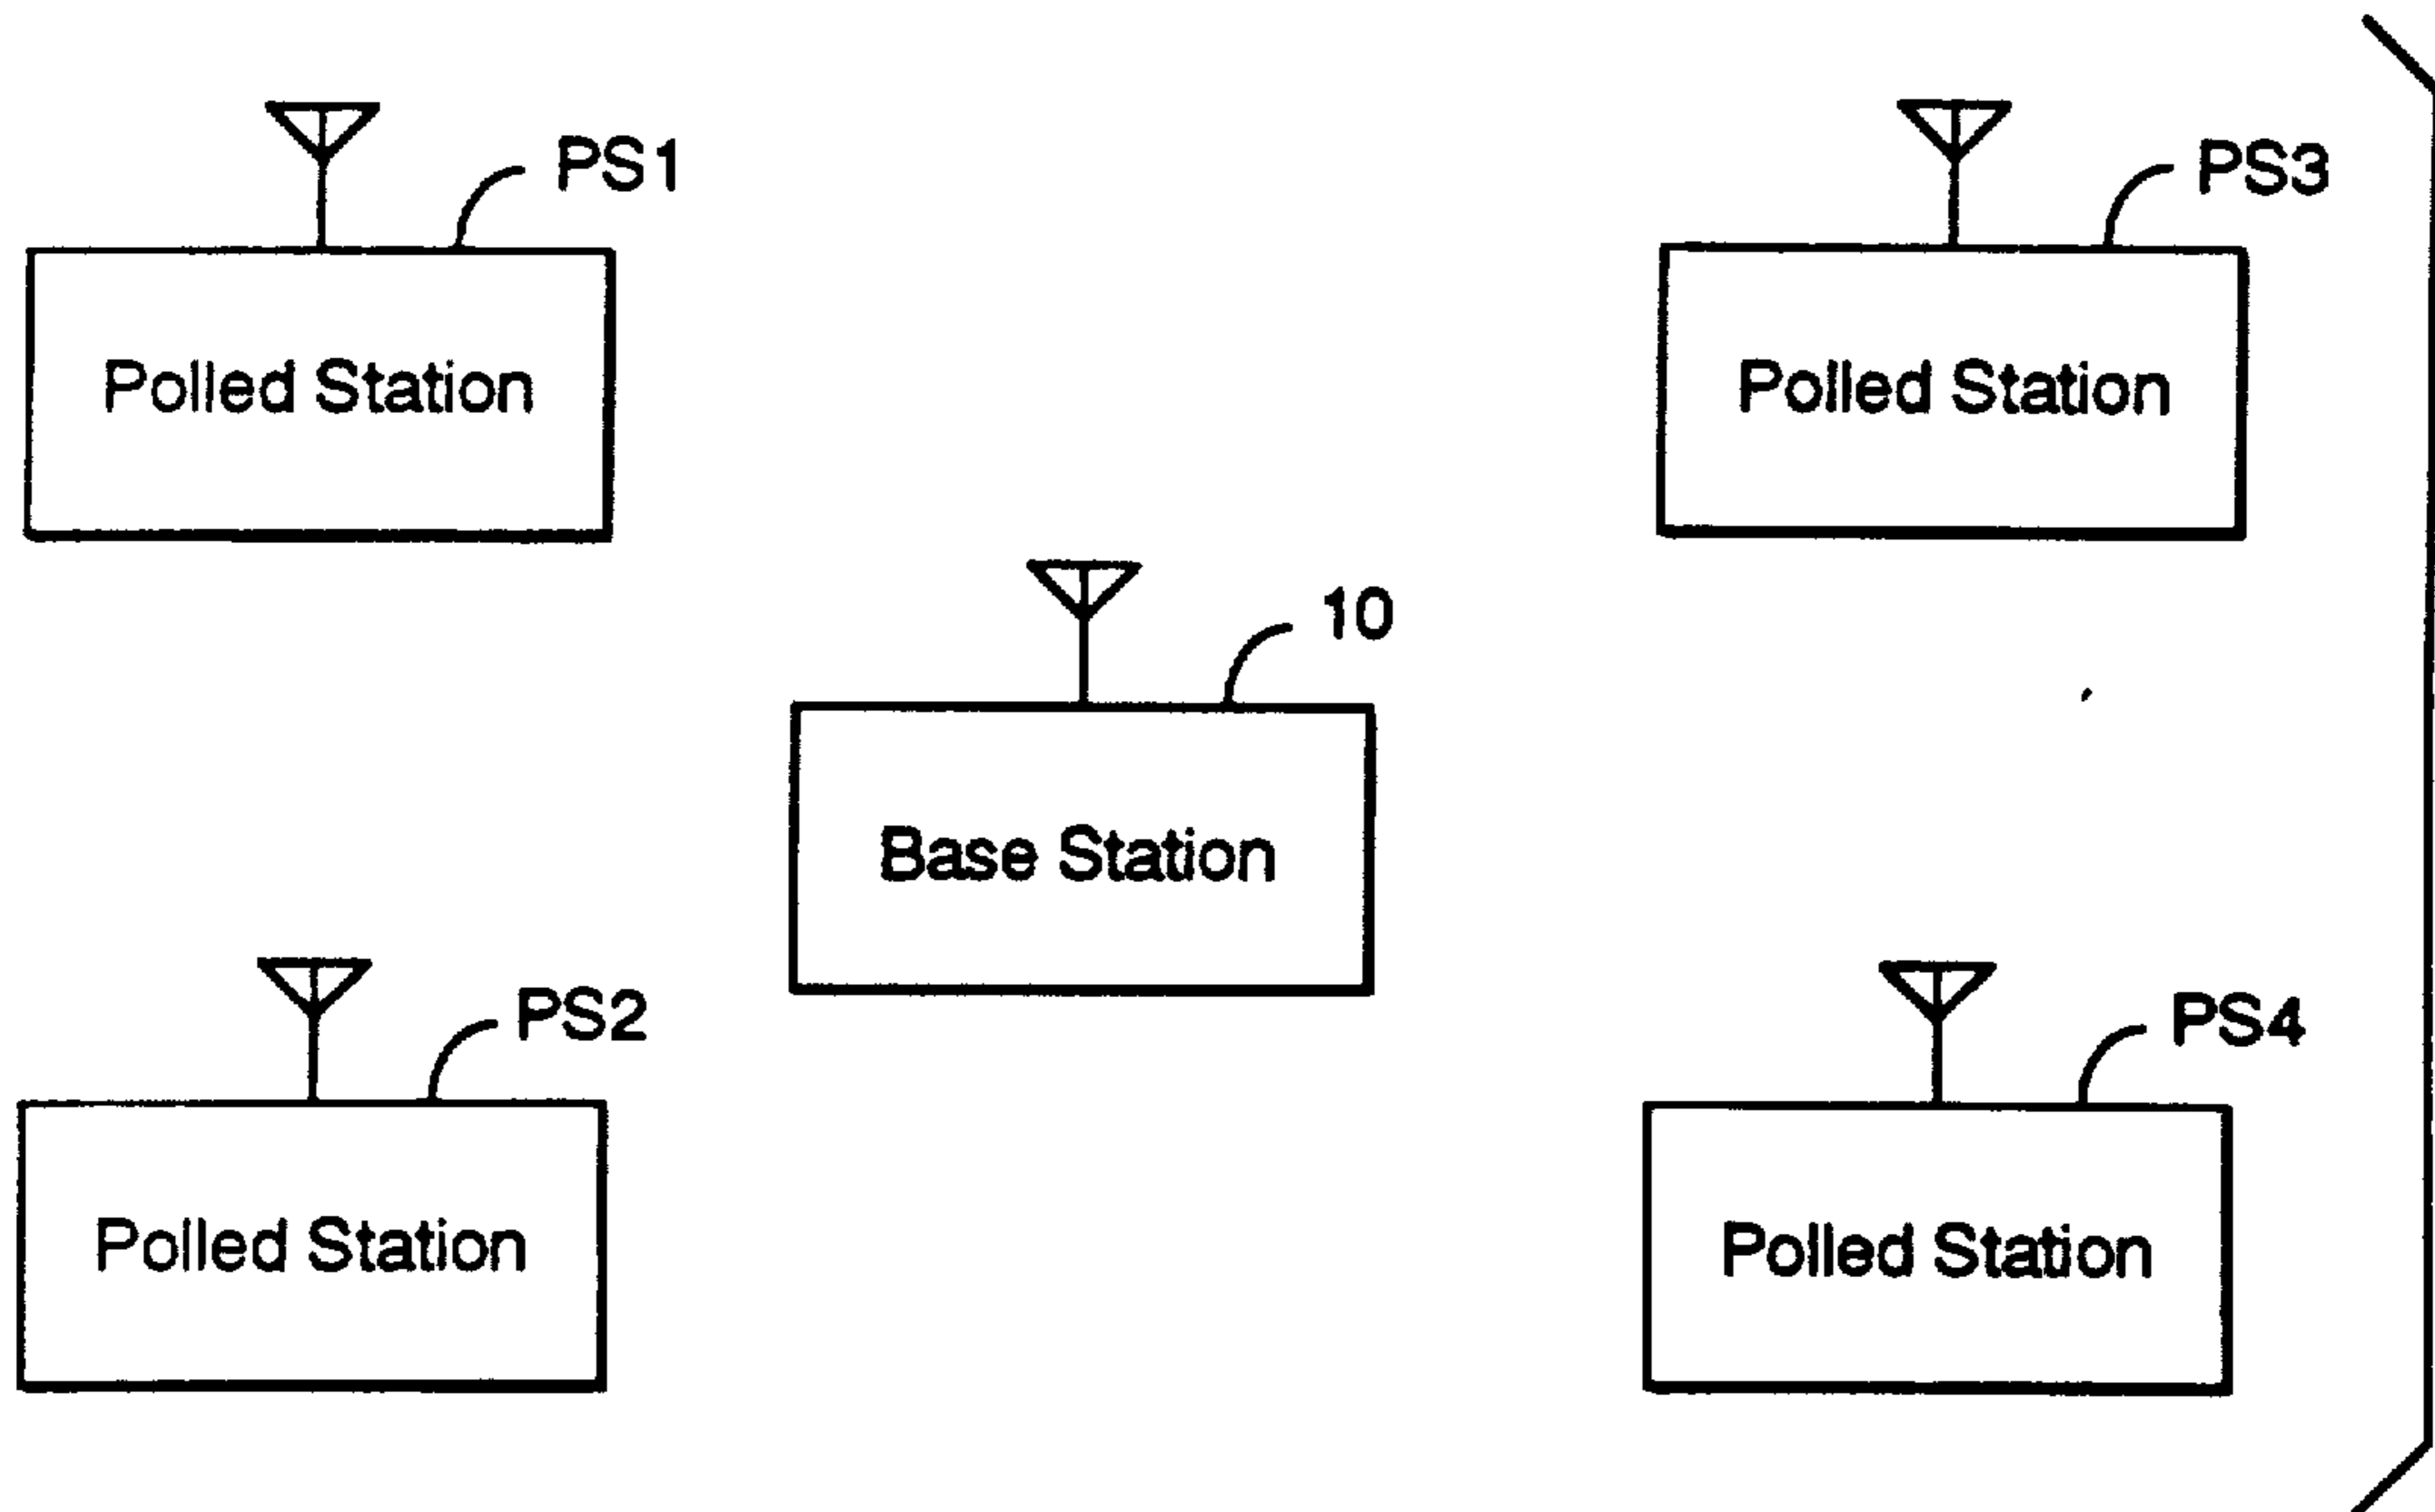 PS1
Polled Station
PS3
Polled Station
10
Base Station
PS2
Polled Station
PS4
Polled Station